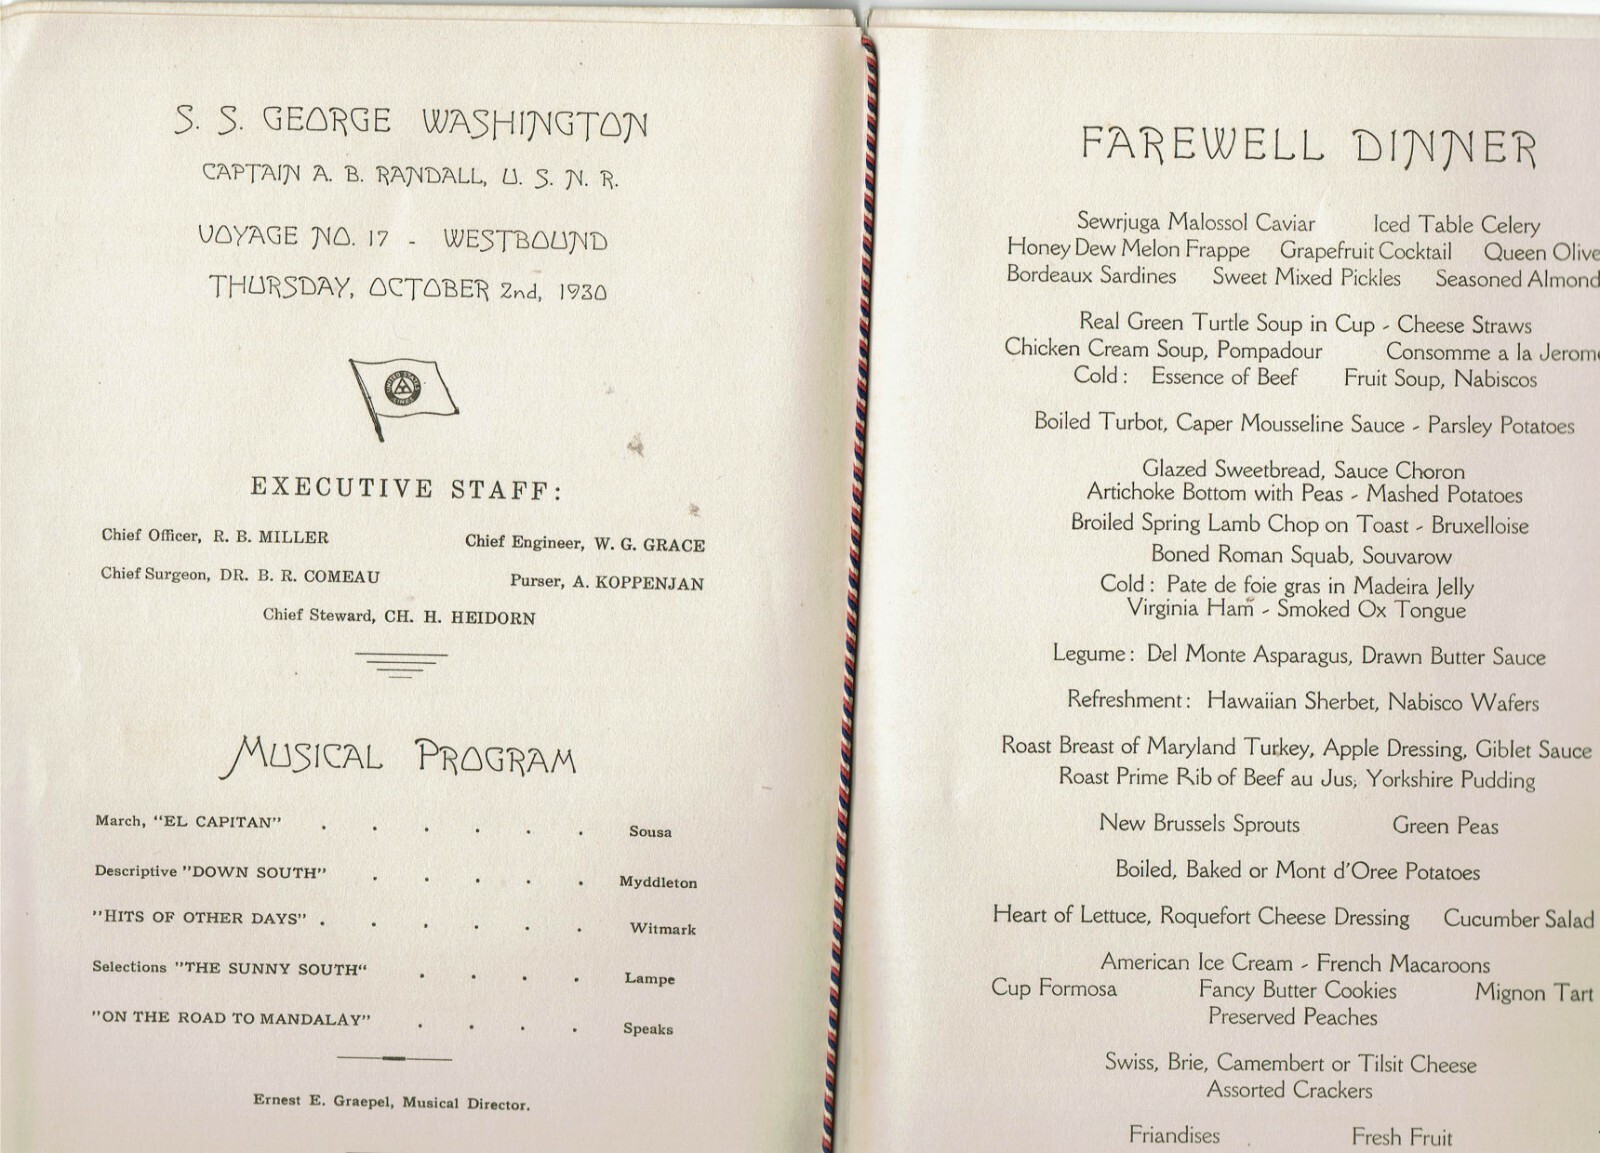 S. S. GEORGE WASHINGTON
CAPTAIN A. B. RANDALL, U. S. N. R.
VOYAGE NO. 17 - WESTBOUND
THURSDAY, OCTOBER 2nd, 1930
UNITED STATES LINES
EXECUTIVE STAFF:
Chief Officer, R. B. MILLER Chief Engineer, W. G. GRACE
Chief Surgeon, DR. B. R. COMEAU Purser, A. KOPPENJAN
Chief Steward, CH. H. HEIDORN
MUSICAL PROGRAM
March, "EL CAPITAN" . . . . . . Sousa
Descriptive "DOWN SOUTH" . . . . . Myddleton
"HITS OF OTHER DAYS" . . . . . . Witmark
Selections "THE SUNNY SOUTH" . . . . Lampe
"ON THE ROAD TO MANDALAY" . . . . Speaks
Ernest E. Graepel, Musical Director.
FAREWELL DINNER
Sewrjuga Malossol Caviar Iced Table Celery
Honey Dew Melon Frappe Grapefruit Cocktail Queen Olive
Bordeaux Sardines Sweet Mixed Pickles Seasoned Almond
Real Green Turtle Soup in Cup - Cheese Straws
Chicken Cream Soup, Pompadour Consomme a la Jerome
Cold: Essence of Beef Fruit Soup, Nabiscos
Boiled Turbot, Caper Mousseline Sauce - Parsley Potatoes
Glazed Sweetbread, Sauce Choron
Artichoke Bottom with Peas - Mashed Potatoes
Broiled Spring Lamb Chop on Toast - Bruxelloise
Boned Roman Squab, Souvarow
Cold: Pate de foie gras in Madeira Jelly
Virginia Ham - Smoked Ox Tongue
Legume: Del Monte Asparagus, Drawn Butter Sauce
Refreshment: Hawaiian Sherbet, Nabisco Wafers
Roast Breast of Maryland Turkey, Apple Dressing, Giblet Sauce
Roast Prime Rib of Beef au Jus, Yorkshire Pudding
New Brussels Sprouts Green Peas
Boiled, Baked or Mont d'Oree Potatoes
Heart of Lettuce, Roquefort Cheese Dressing Cucumber Salad
American Ice Cream - French Macaroons
Cup Formosa Fancy Butter Cookies Mignon Tart
Preserved Peaches
Swiss, Brie, Camembert or Tilsit Cheese
Assorted Crackers
Friandises Fresh Fruit